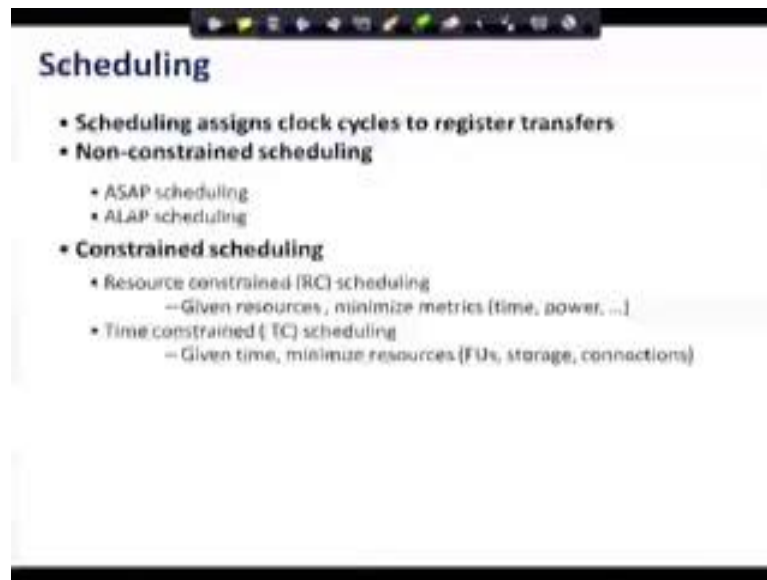 Scheduling
• Scheduling assigns clock cycles to register transfers
• Non-constrained scheduling
• ASAP scheduling
• ALAP scheduling
• Constrained scheduling
• Resource constrained (RC) scheduling
– Given resources, minimize metrics (time, power, ...)
• Time constrained ( TC) scheduling
– Given time, minimize resources (FUs, storage, connections)